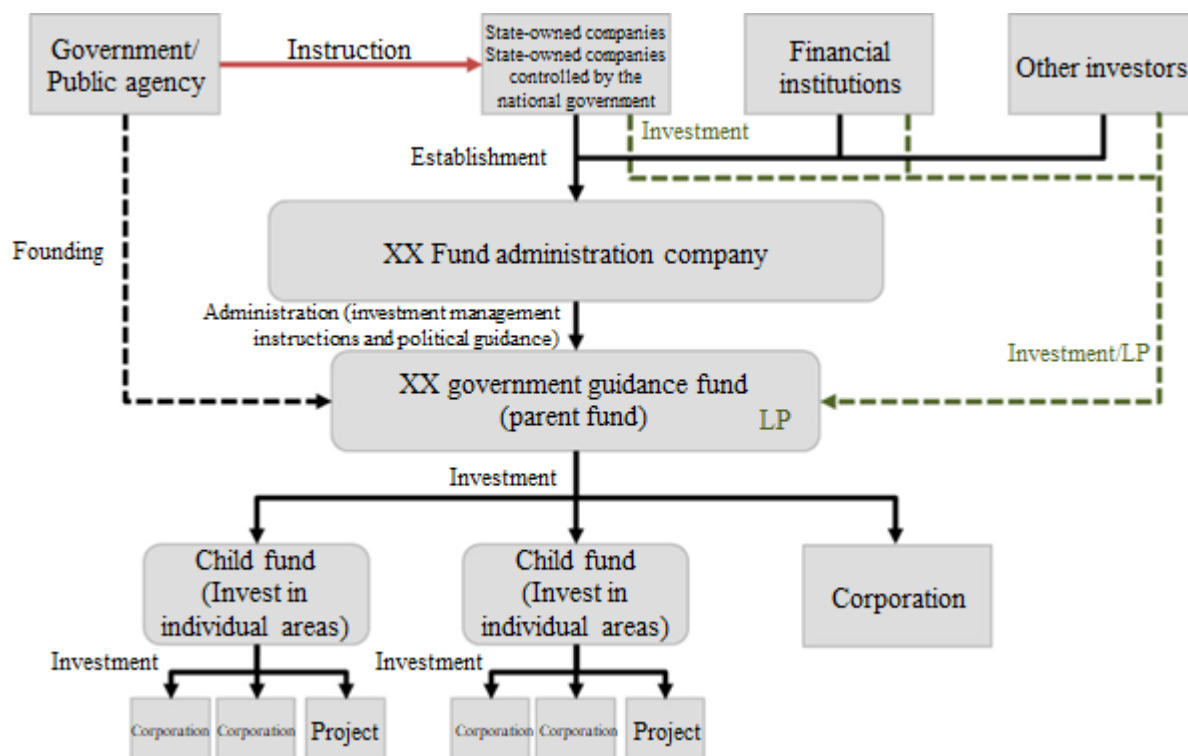 Government/
Public agency
Instruction
State-owned companies
State-owned companies
controlled by the
national government
Financial
institutions
Other investors
Investment
Establishment
XX Fund administration company
Founding
Administration (investment management
instructions and political guidance)
Investment/LP
XX government guidance fund
(parent fund)
LP
Investment
Child fund
(Invest in
individual areas)
Child fund
(Invest in
individual areas)
Corporation
Investment
Investment
Corporation
Corporation
Project
Corporation
Corporation
Project